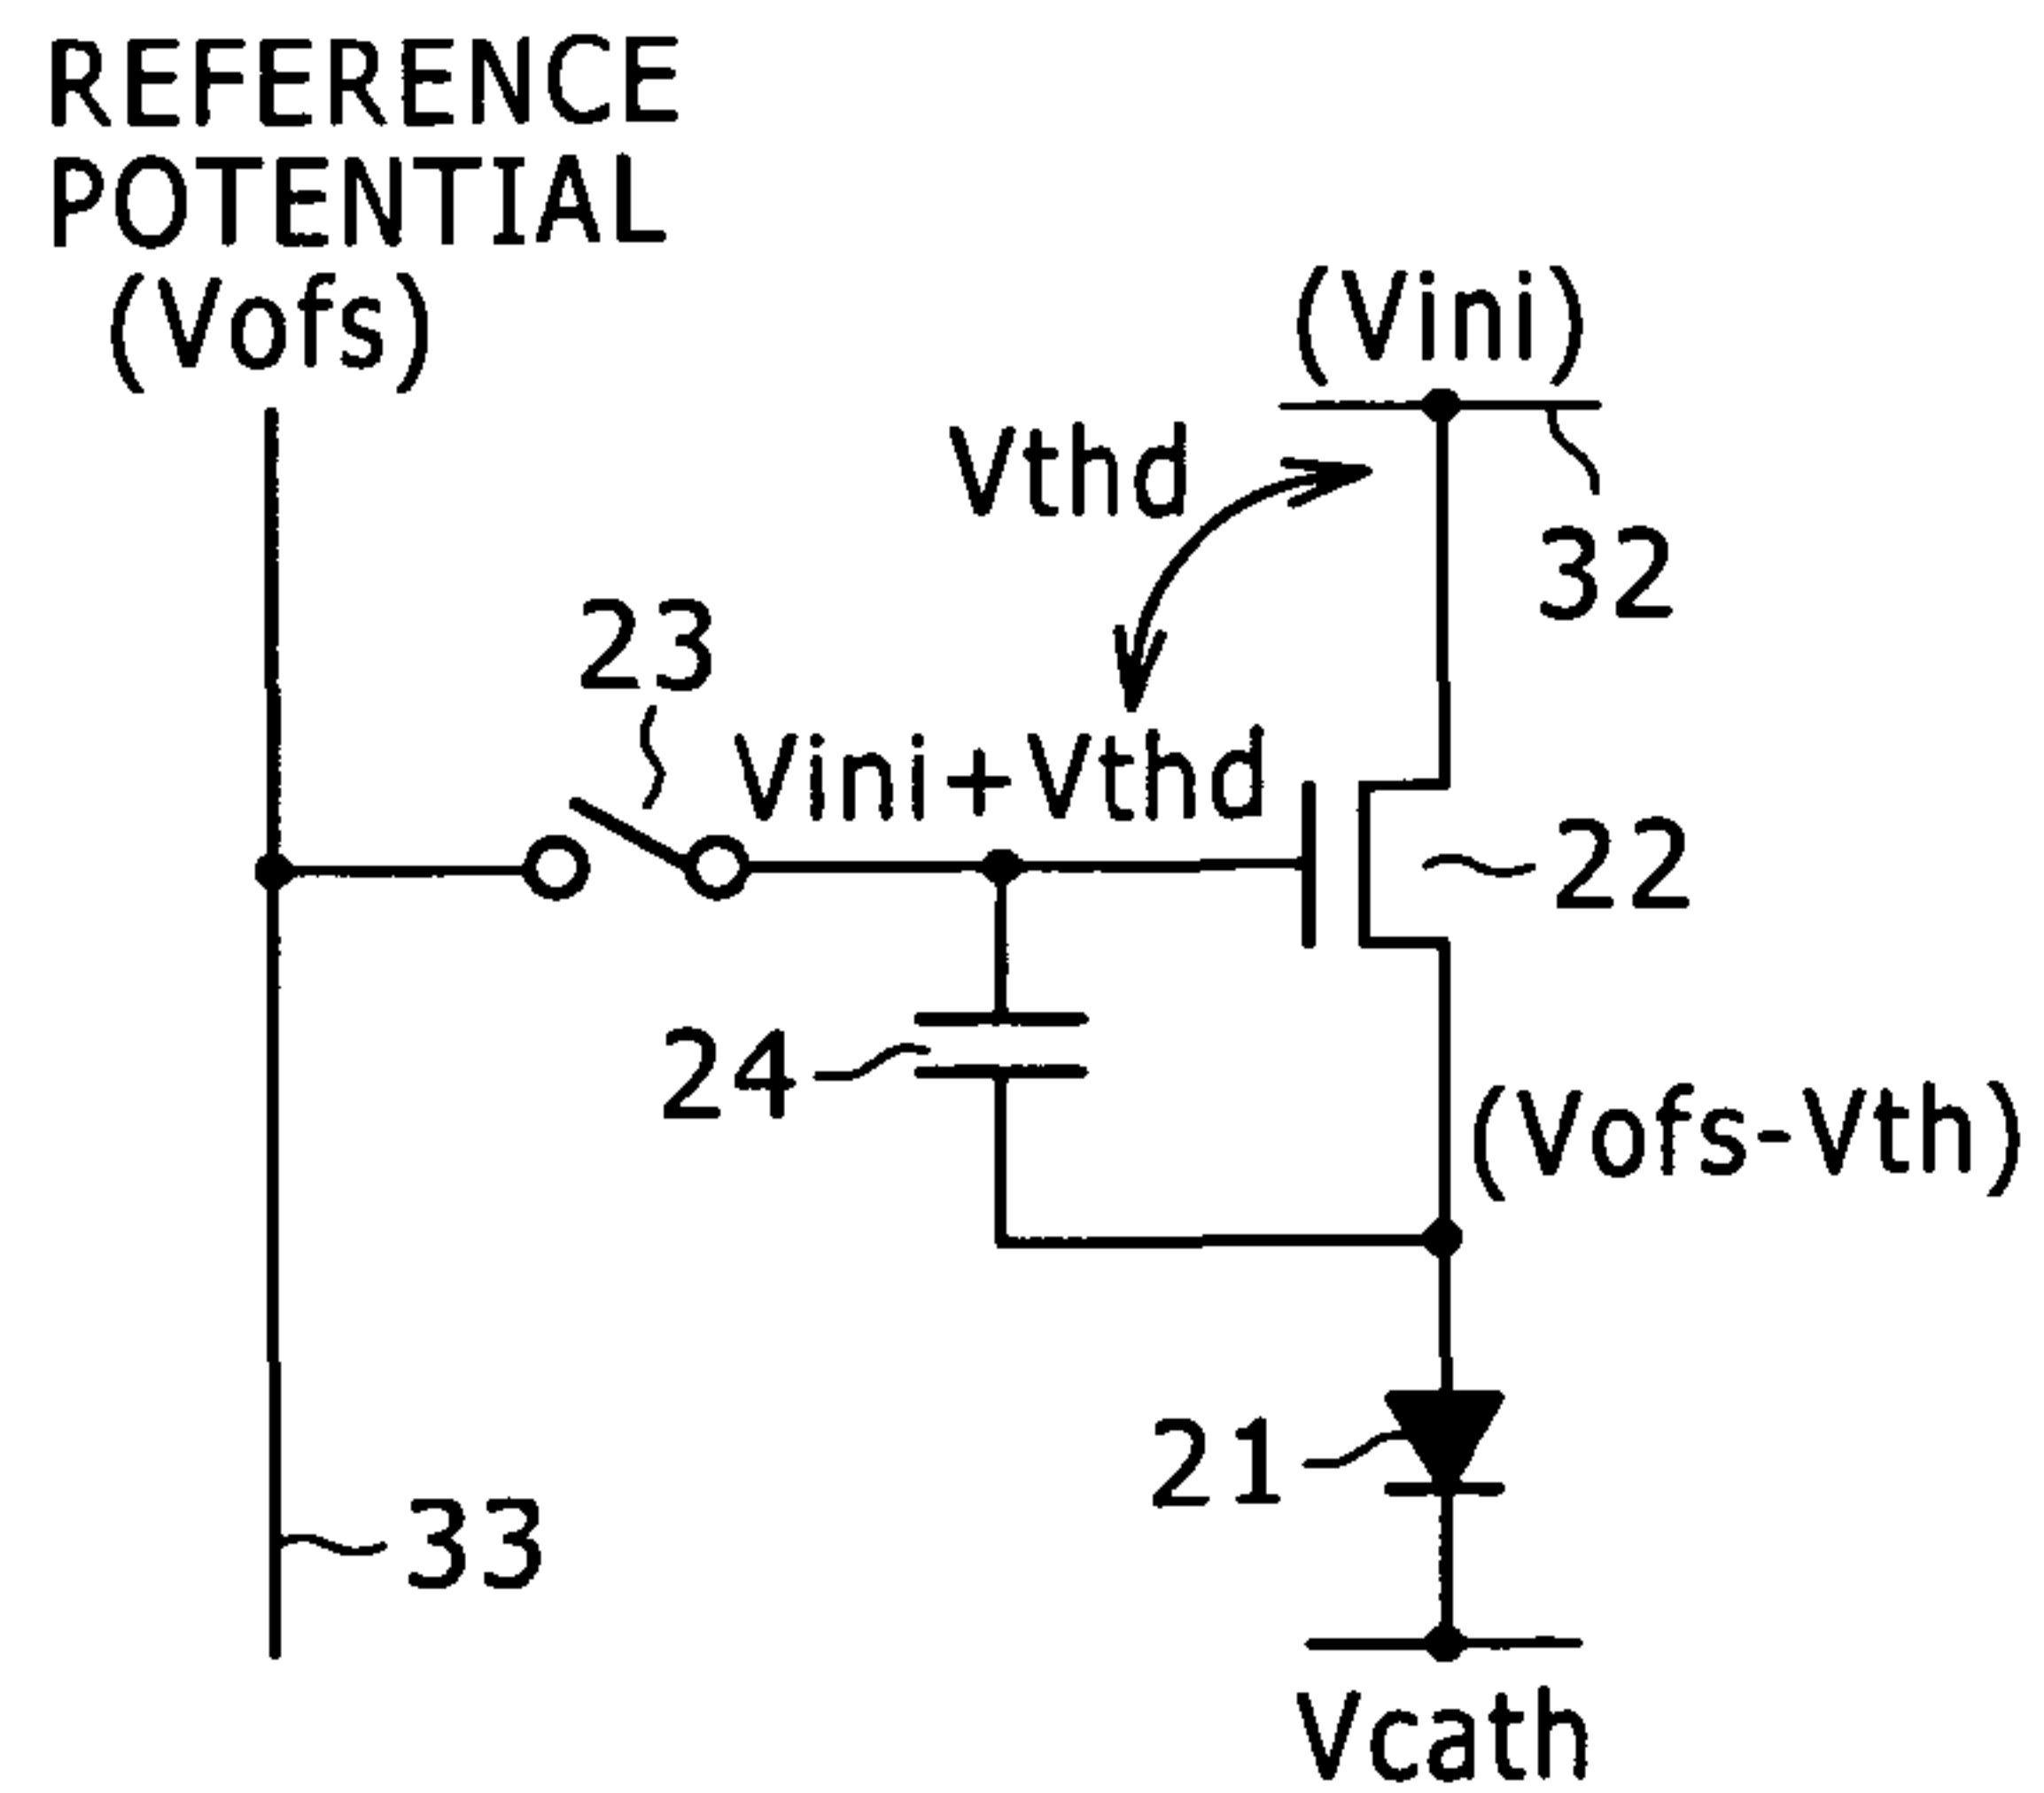 REFERENCE
POTENTIAL
(Vofs)
(Vini)
Vthd
32
23
Vini+Vthd
22
24
(Vofs-Vth)
21
33
Vcath